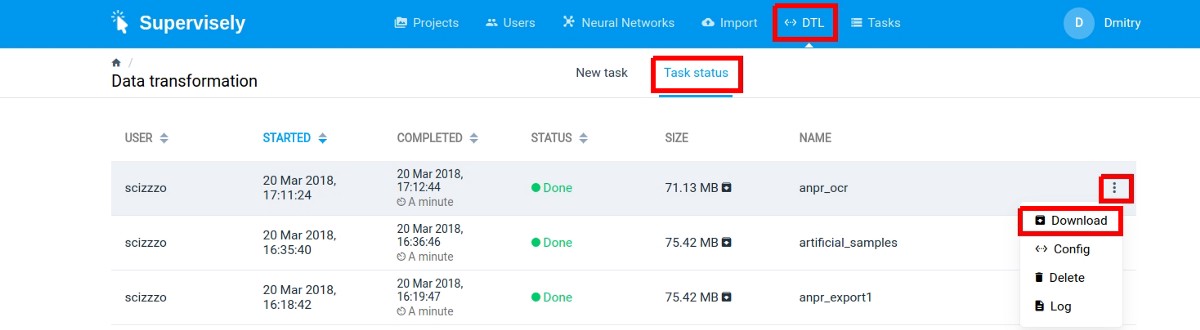 Supervisely
Projects
Users
Neural Networks
Import
DTL
Tasks
D
Dmitry
/
Data transformation
New task
Task status
USER
STARTED
COMPLETED
STATUS
SIZE
NAME
scizzzo
20 Mar 2018,
17:11:24
20 Mar 2018,
17:12:44
A minute
Done
71.13 MB
anpr_ocr
Download
Config
Delete
Log
scizzzo
20 Mar 2018,
16:35:40
20 Mar 2018,
16:36:46
A minute
Done
75.42 MB
artificial_samples
scizzzo
20 Mar 2018,
16:18:42
20 Mar 2018,
16:19:47
A minute
Done
75.42 MB
anpr_export1